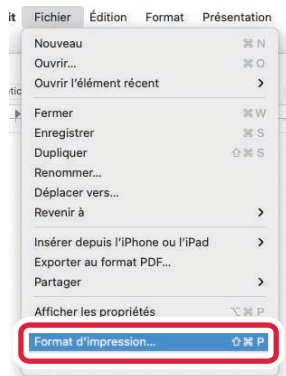 it Fichier Édition Format Présentation
Nouveau ⌘ N
Ouvrir... ⌘ O
Ouvrir l'élément récent >
Fermer ⌘ W
Enregistrer ⌘ S
Dupliquer ⇧ ⌘ S
Renommer...
Déplacer vers...
Revenir à >
Insérer depuis l'iPhone ou l'iPad >
Exporter au format PDF...
Partager >
Afficher les propriétés ⌥ ⌘ P
Format d'impression... ⇧ ⌘ P